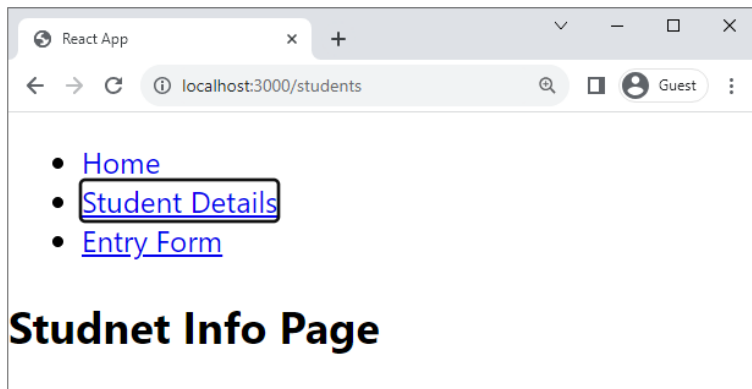 React App
localhost:3000/students
Guest
Home
Student Details
Entry Form
Studnet Info Page